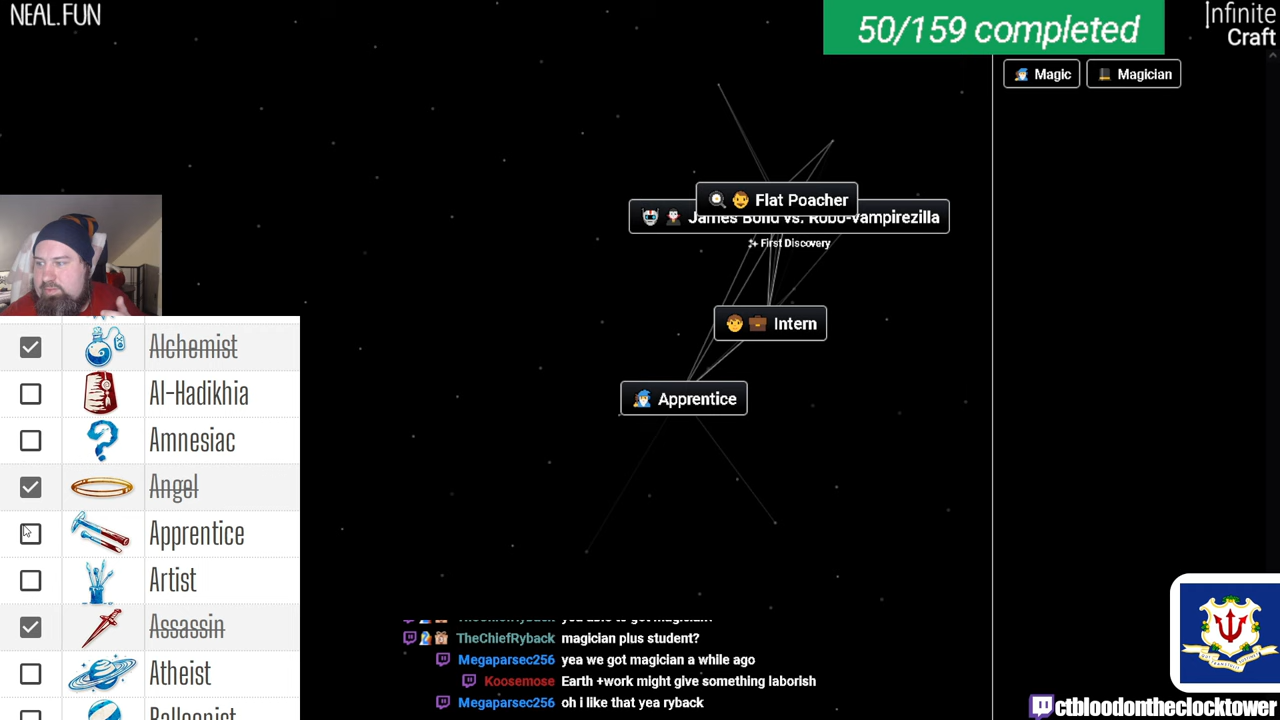 NEAL.FUN
50/159 completed
Infinite
Craft
Magic
Magician
Flat Poacher
James Bond vs. Robo-Vampirezilla
First Discovery
Intern
Apprentice
Alchemist
Al-Hadikhia
Amnesiac
Angel
Apprentice
Artist
Assassin
Atheist
Balloonist
TheChiefRyback
TheChiefRyback magician plus student?
Megaparsec256 yea we got magician a while ago
Koosemose Earth +work might give something laborish
Megaparsec256 oh i like that yea ryback
ctbloodontheclocktower